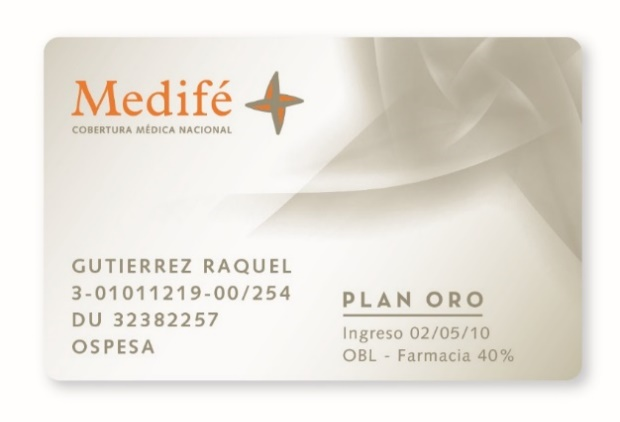 Medifé
COBERTURA MÉDICA NACIONAL
GUTIERREZ RAQUEL
3-01011219-00/254
DU 32382257
OSPESA
PLAN ORO
Ingreso 02/05/10
OBL - Farmacia 40%